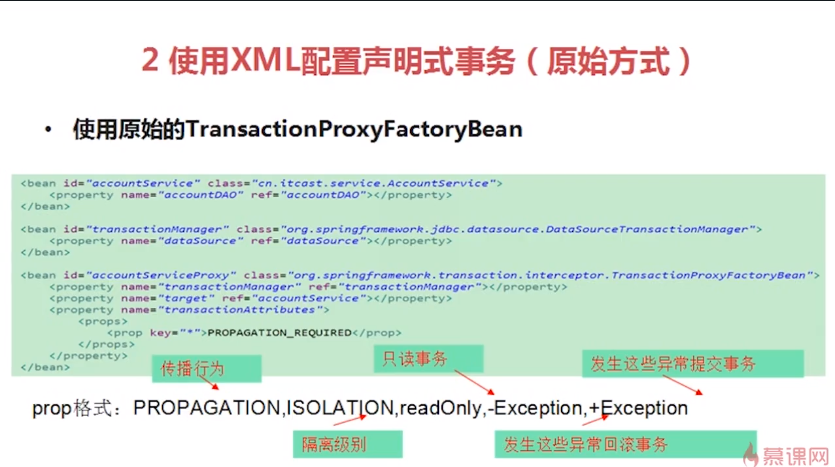 2 使用XML配置声明式事务（原始方式）
• 使用原始的TransactionProxyFactoryBean
<bean id="accountService" class="cn.itcast.service.AccountService">
<property name="accountDAO" ref="accountDAO"></property>
</bean>
<bean id="transactionManager" class="org.springframework.jdbc.datasource.DataSourceTransactionManager">
<property name="dataSource" ref="dataSource"></property>
</bean>
<bean id="accountServiceProxy" class="org.springframework.transaction.interceptor.TransactionProxyFactoryBean">
<property name="transactionManager" ref="transactionManager"></property>
<property name="target" ref="accountService"></property>
<property name="transactionAttributes">
<props>
<prop key="*">PROPAGATION_REQUIRED</prop>
</props>
</property>
</bean>
传播行为
只读事务
发生这些异常提交事务
prop格式：PROPAGATION,ISOLATION,readOnly,-Exception,+Exception
隔离级别
发生这些异常回滚事务
慕课网